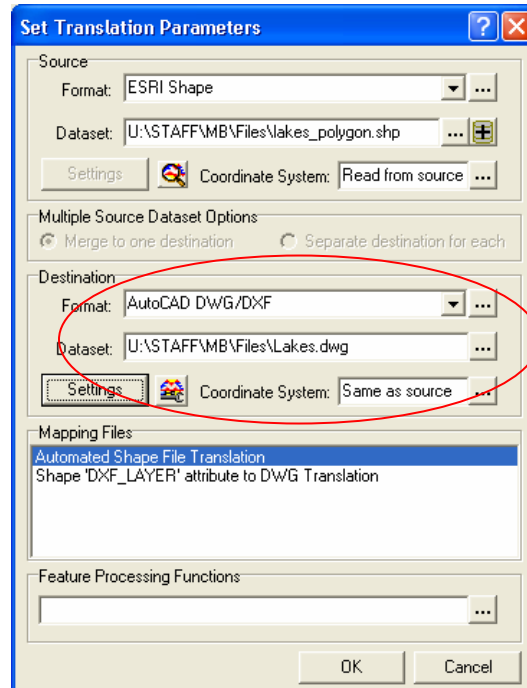 Set Translation Parameters
Source
Format: ESRI Shape
Dataset: U:\STAFF\MB\Files\lakes_polygon.shp
Settings Coordinate System: Read from source
Multiple Source Dataset Options
Merge to one destination Separate destination for each
Destination
Format: AutoCAD DWG/DXF
Dataset: U:\STAFF\MB\Files\Lakes.dwg
Settings Coordinate System: Same as source
Mapping Files
Automated Shape File Translation
Shape 'DXF_LAYER' attribute to DWG Translation
Feature Processing Functions
OK Cancel